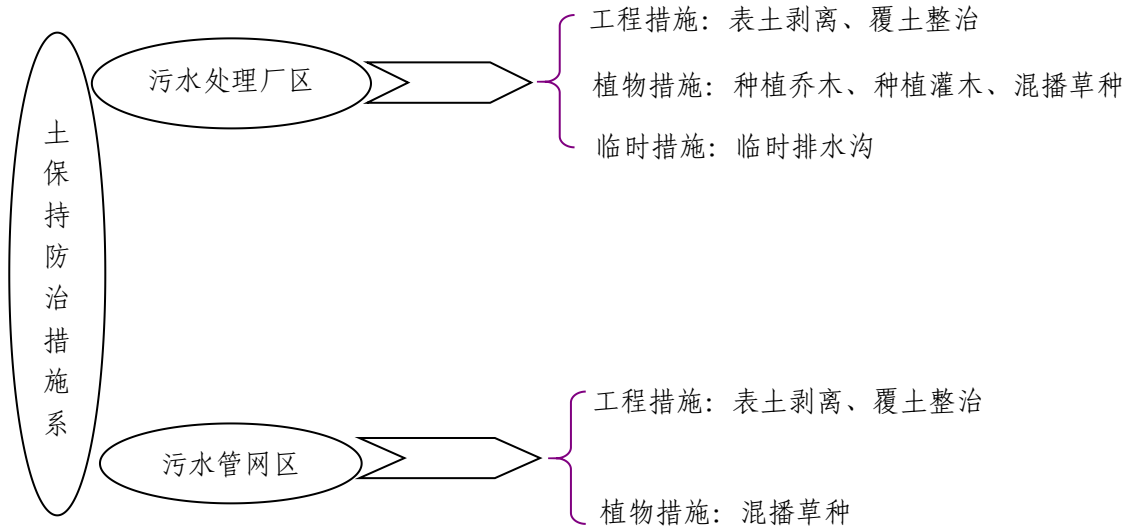 土保持防治措施系
污水处理厂区
工程措施：表土剥离、覆土整治
植物措施：种植乔木、种植灌木、混播草种
临时措施：临时排水沟
污水管网区
工程措施：表土剥离、覆土整治
植物措施：混播草种